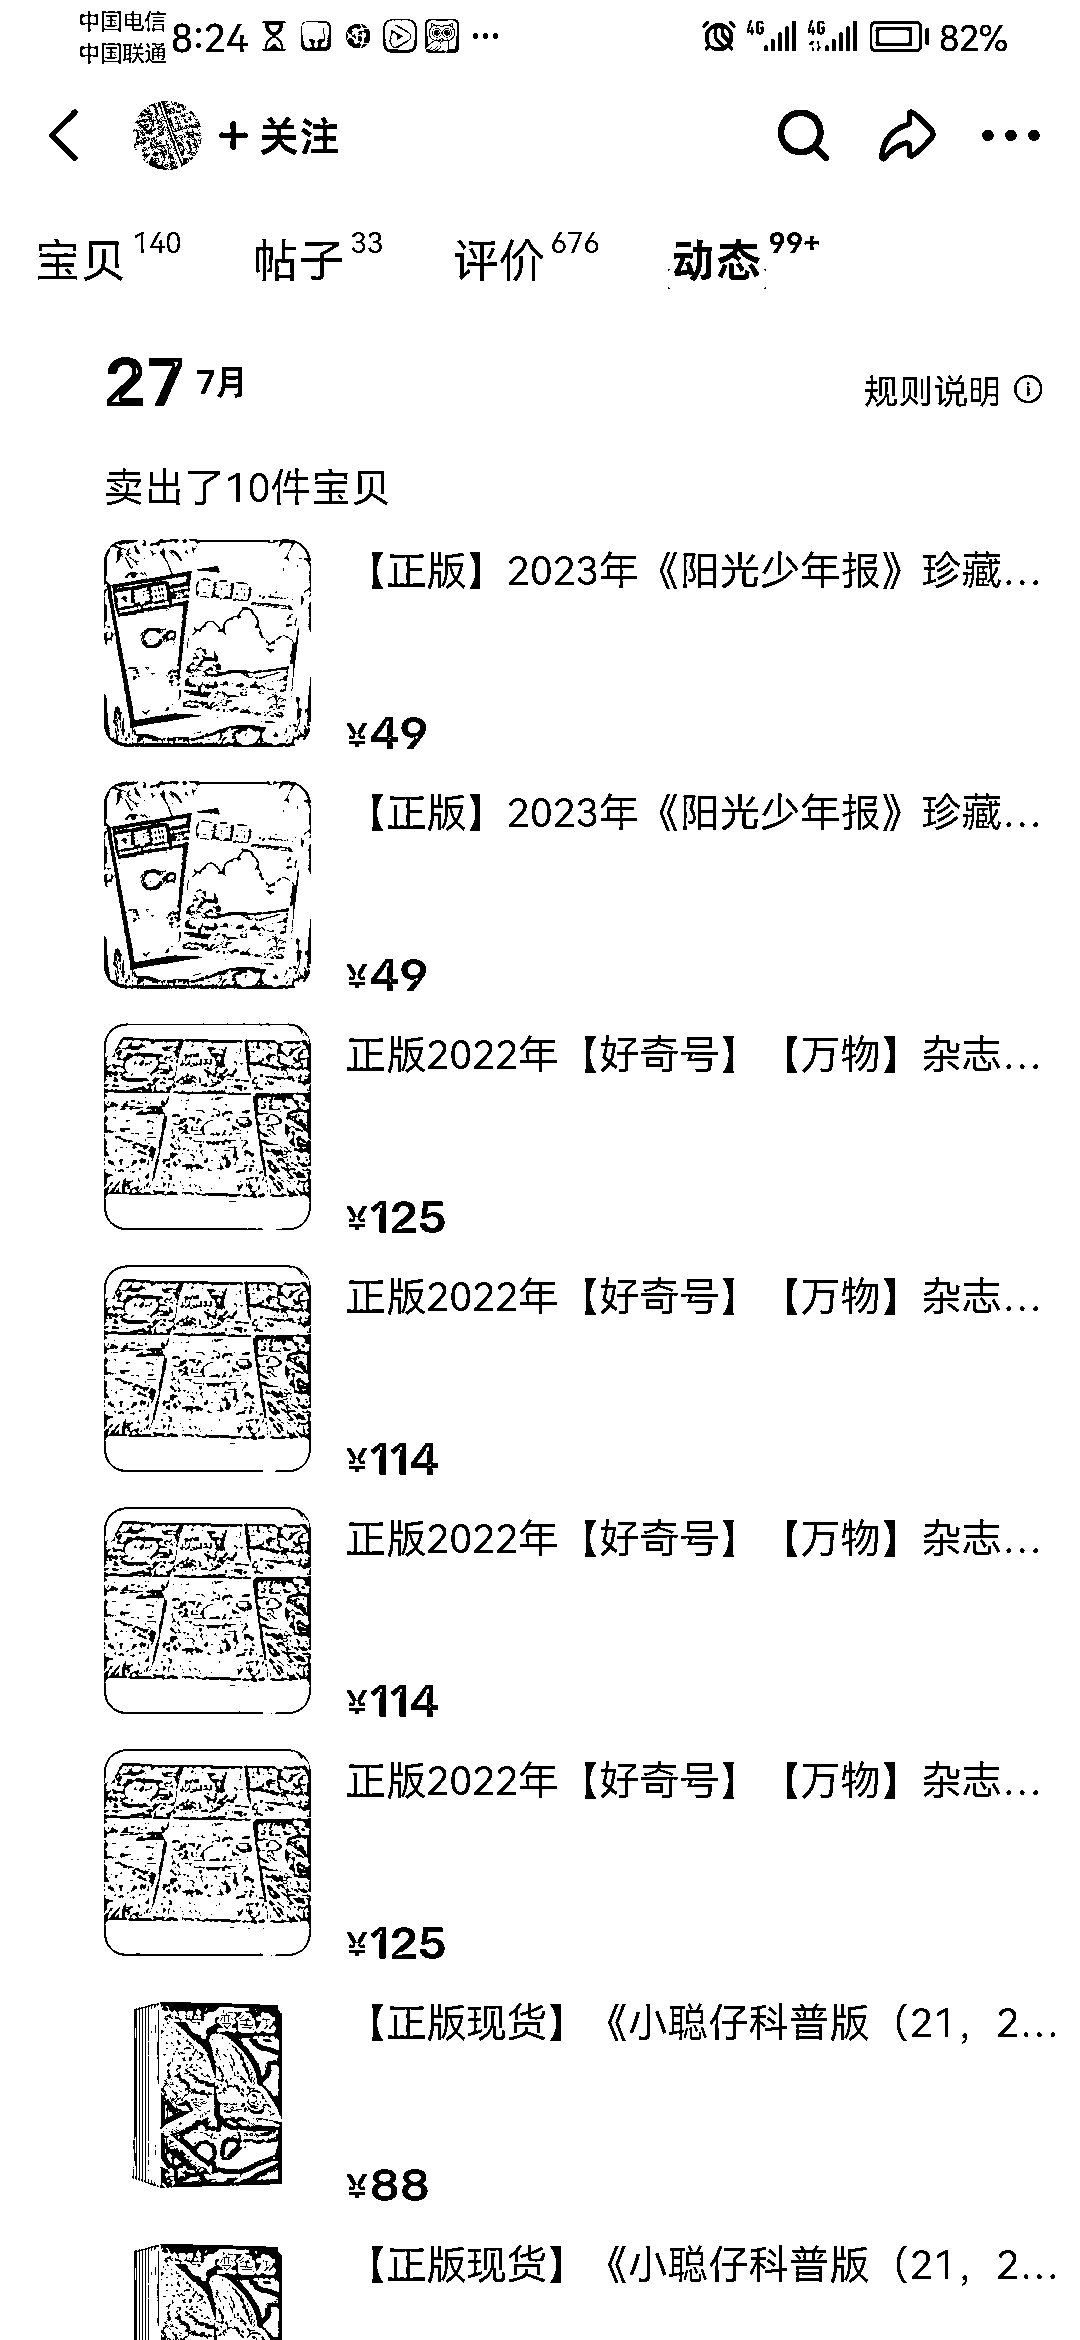 中国电信
中国联通
8:24
4G
4G
82%
+ 关注
宝贝 140
帖子 33
评价 676
动态 99+
27 7月
规则说明
卖出了10件宝贝
【正版】2023年《阳光少年报》珍藏...
¥49
【正版】2023年《阳光少年报》珍藏...
¥49
正版2022年【好奇号】【万物】杂志...
¥125
正版2022年【好奇号】【万物】杂志...
¥114
正版2022年【好奇号】【万物】杂志...
¥114
正版2022年【好奇号】【万物】杂志...
¥125
【正版现货】《小聪仔科普版（21，2...
¥88
【正版现货】《小聪仔科普版（21，2...